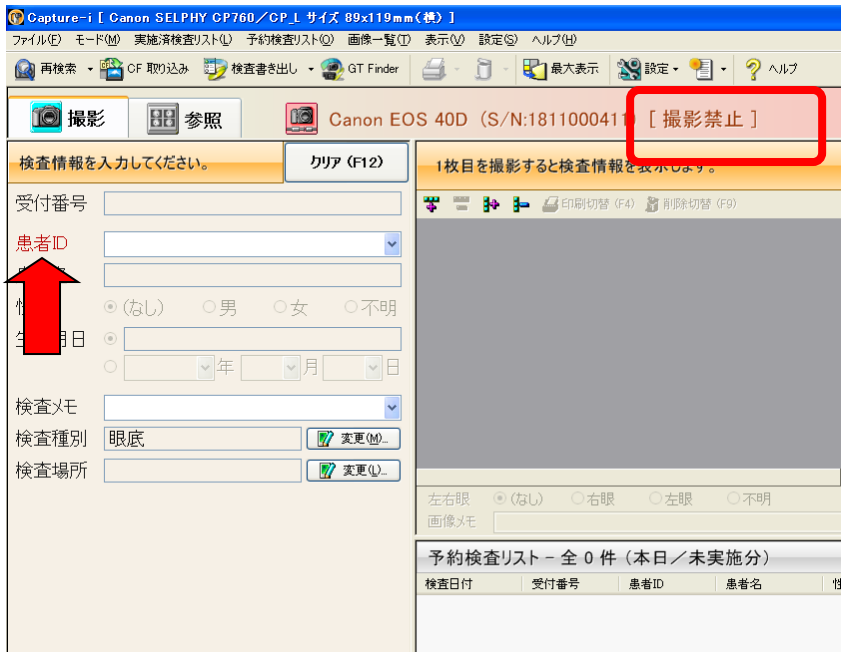 Capture-i [ Canon SELPHY CP760／CP_L サイズ 89x119mm(横) ]
ファイル(F) モード(M) 実施済検査リスト(L) 予約検査リスト(O) 画像一覧(T) 表示(V) 設定(S) ヘルプ(H)
再検索 CF 取り込み 検査書き出し GT Finder 最大表示 設定 ヘルプ
撮影 参照 Canon EOS 40D (S/N:1811000411) [ 撮影禁止 ]
検査情報を入力してください。 クリア (F12) 1枚目を撮影すると検査情報を表示します。
受付番号 印刷切替 (F4) 削除切替 (F9)
患者ID
(なし) 男 女 不明
日
年 月 日
検査メモ
検査種別 眼底 変更(M)...
検査場所 変更(L)...
左右眼 (なし) 右眼 左眼 不明
画像メモ
予約検査リスト - 全 0 件 (本日／未実施分)
検査日付 受付番号 患者ID 患者名